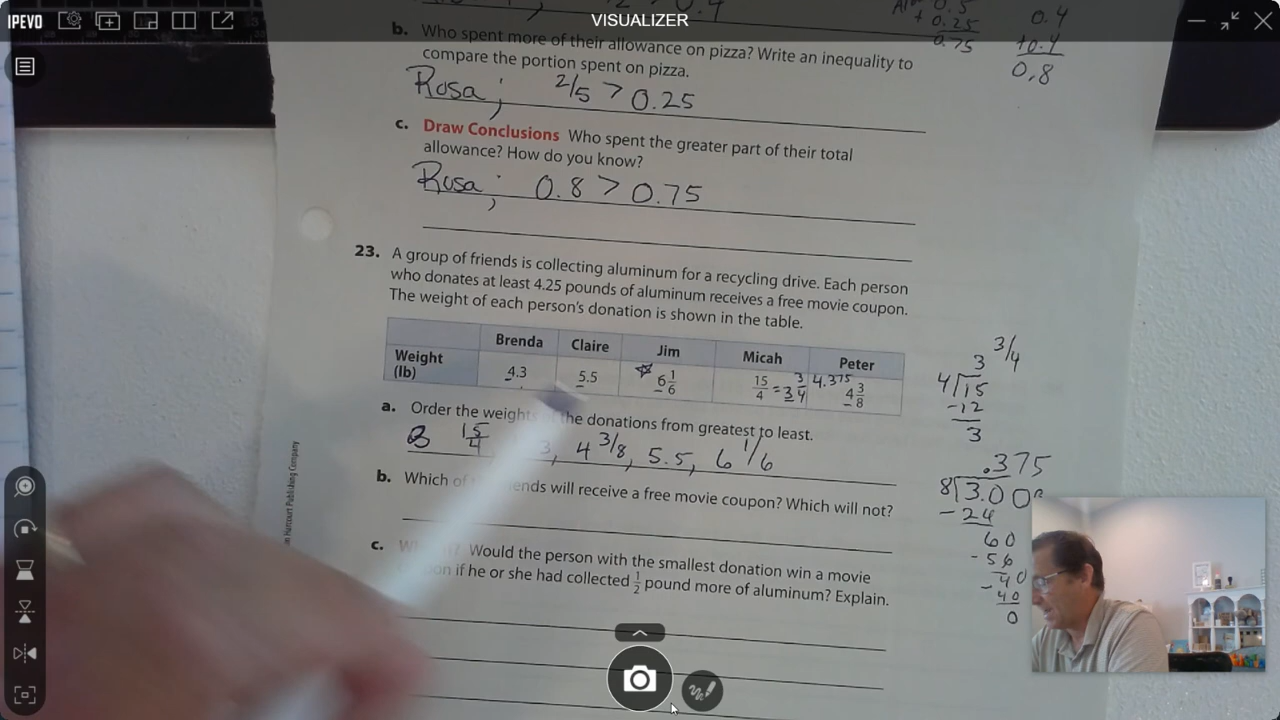 VISUALIZER
IPEVO
0.4
+ 0.25
0.75
0.4
+0.4
0,8
b. Who spent more of their allowance on pizza? Write an inequality to
compare the portion spent on pizza.
Rosa; 2/5 > 0.25
c. Draw Conclusions Who spent the greater part of their total
allowance? How do you know?
Rosa; 0.8 > 0.75
23. A group of friends is collecting aluminum for a recycling drive. Each person
who donates at least 4.25 pounds of aluminum receives a free movie coupon.
The weight of each person's donation is shown in the table.
Brenda Claire Jim Micah Peter
Weight
(lb) 4.3 5.5 6 1/6 15/4 = 3 3/4 4.375 4 3/8
a. Order the weights the donations from greatest to least.
15/4 3, 4 3/8, 5.5, 6 1/6
b. Which of will receive a free movie coupon? Which will not?
c. Would the person with the smallest donation win a movie
if he or she had collected 1/2 pound more of aluminum? Explain.
3 3/4
4 15
-12
3
.375
8 3.00
-24
60
-56
40
-40
0